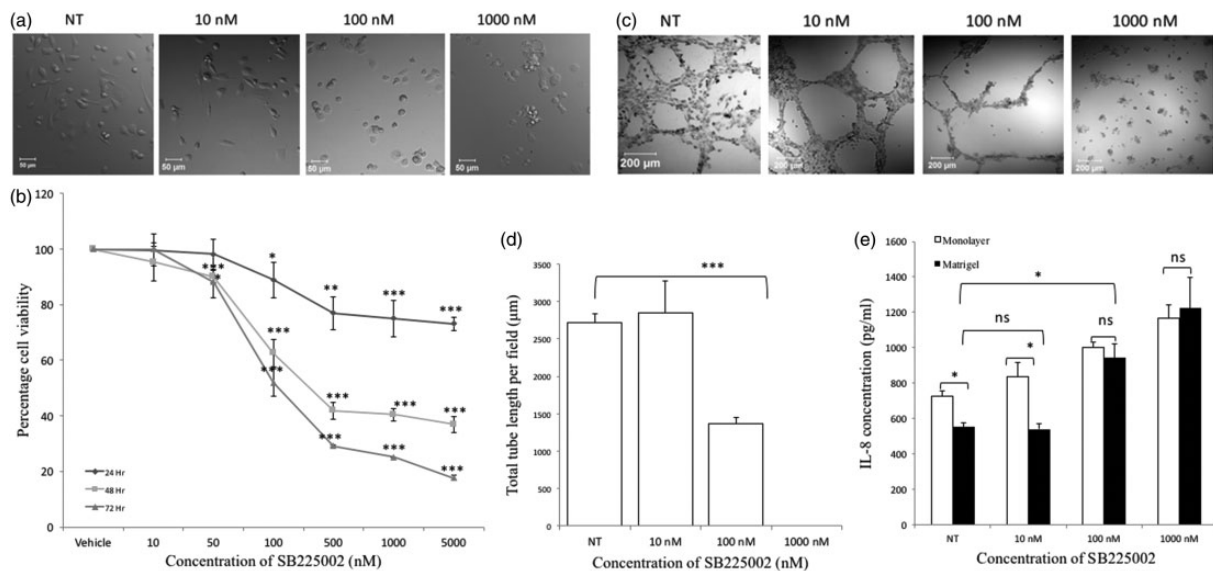 (a)
NT
10 nM
100 nM
1000 nM
50 μm
50 μm
50 μm
50 μm
(c)
NT
10 nM
100 nM
1000 nM
200 μm
200 μm
200 μm
200 μm
(b)
Percentage cell viability
120
100
80
60
40
20
0
***
*
*
**
***
***
***
***
***
***
***
***
***
***
***
24 Hr
48 Hr
72 Hr
Vehicle
10
50
100
500
1000
5000
Concentration of SB225002 (nM)
(d)
Total tube length per field (μm)
3500
3000
2500
2000
1500
1000
500
0
***
NT
10 nM
100 nM
1000 nM
Concentration of SB225002 (nM)
(e)
IL-8 concentration (pg/ml)
1600
1400
1200
1000
800
600
400
200
0
Monolayer
Matrigel
*
ns
*
*
ns
ns
NT
10 nM
100 nM
1000 nM
Concentration of SB225002